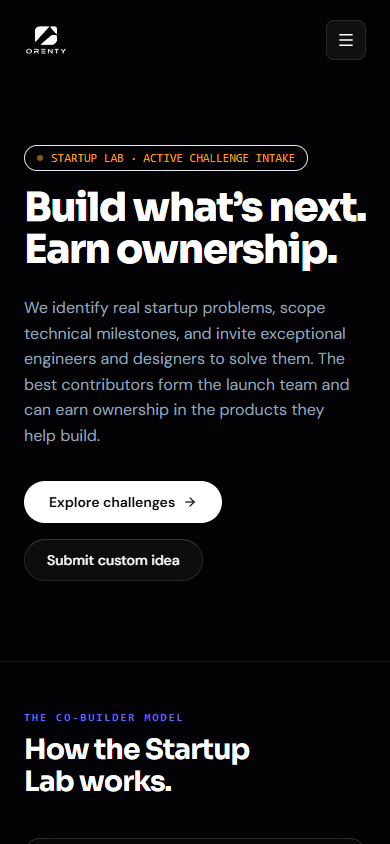 ORENTY
STARTUP LAB · ACTIVE CHALLENGE INTAKE
Build what’s next.
Earn ownership.
We identify real startup problems, scope
technical milestones, and invite exceptional
engineers and designers to solve them. The
best contributors form the launch team and
can earn ownership in the products they
help build.
Explore challenges →
Submit custom idea
THE CO-BUILDER MODEL
How the Startup
Lab works.